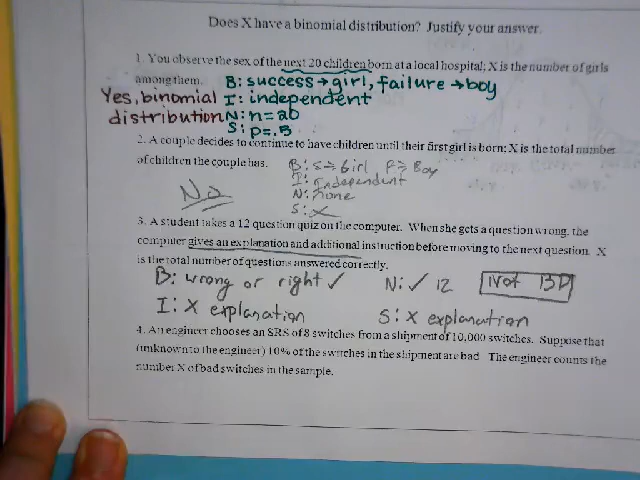 Does X have a binomial distribution? Justify your answer.
1. You observe the sex of the next 20 children born at a local hospital; X is the number of girls
among them. B: success → girl, failure → boy
Yes, binomial I: independent
distribution N: n = 20
S: p = .5
2. A couple decides to continue to have children until their first girl is born; X is the total number
of children the couple has. B: S → Girl F → Boy
I: independent
No N: none
S: X
3. A student takes a 12 question quiz on the computer. When she gets a question wrong, the
computer gives an explanation and additional instruction before moving to the next question. X
is the total number of questions answered correctly.
B: wrong or right ✓ N: ✓ 12 Not BD
I: X explanation S: X explanation
4. An engineer chooses an SRS of 8 switches from a shipment of 10,000 switches. Suppose that
(unknown to the engineer) 10% of the switches in the shipment are bad. The engineer counts the
number X of bad switches in the sample.